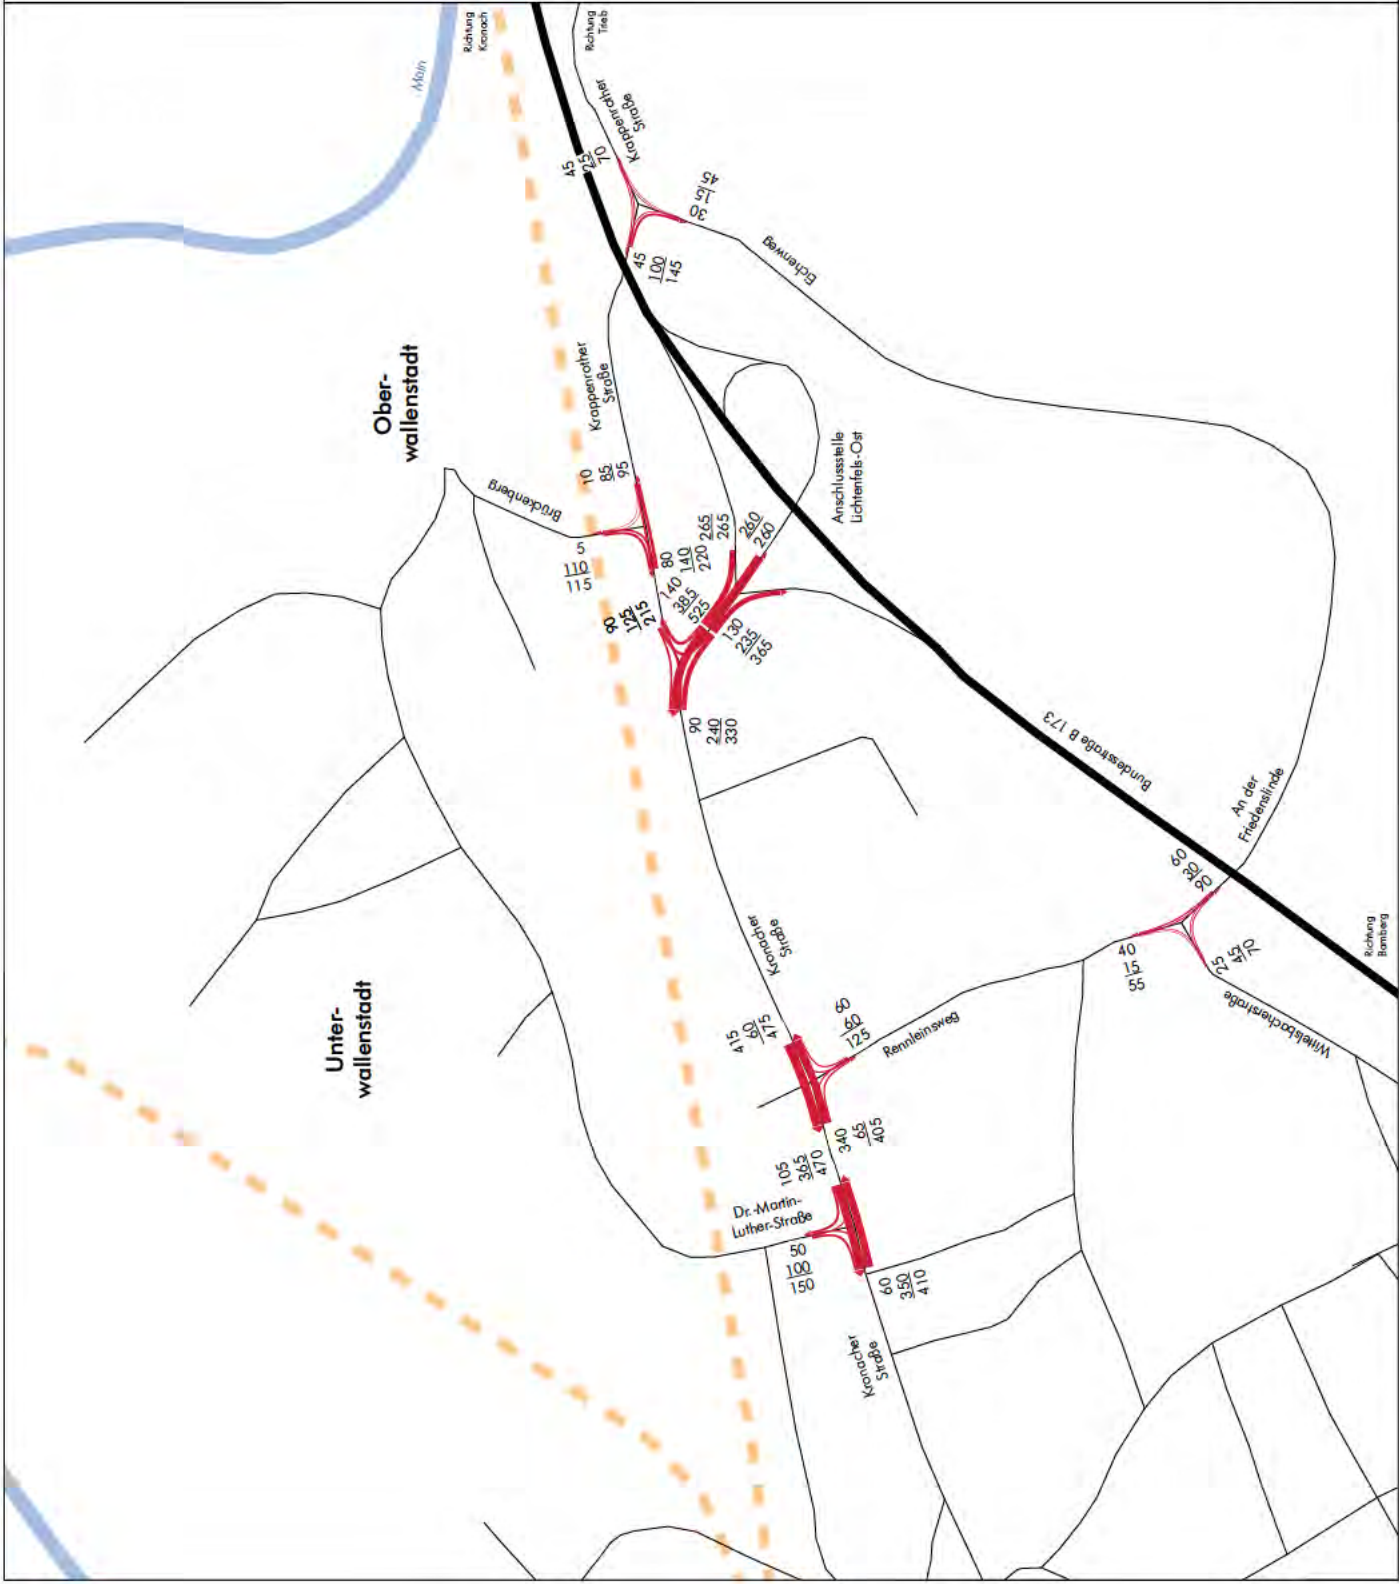 Richtung
Kronach
Richtung
Trieb
Main
Krappenrother
Straße
45
25
70
30
15
45
45
100
145
Eichenweg
Ober-
wallenstadt
Krappenrother
Straße
Brückenberg
10
85
95
5
110
115
80
140
220
265
265
260
260
Anschlussstelle
Lichtenfels-Ost
90
125
215
140
385
525
130
235
365
90
240
330
Bundesstraße B 173
An der
Friedenslinde
60
30
90
Kronacher
Straße
Richtung
Bamberg
40
15
55
25
45
70
Wittelsbacherstraße
Unter-
wallenstadt
415
60
475
60
60
125
Rennleinsweg
340
65
405
105
365
470
Dr.-Martin-
Luther-Straße
50
100
150
60
350
410
Kronacher
Straße